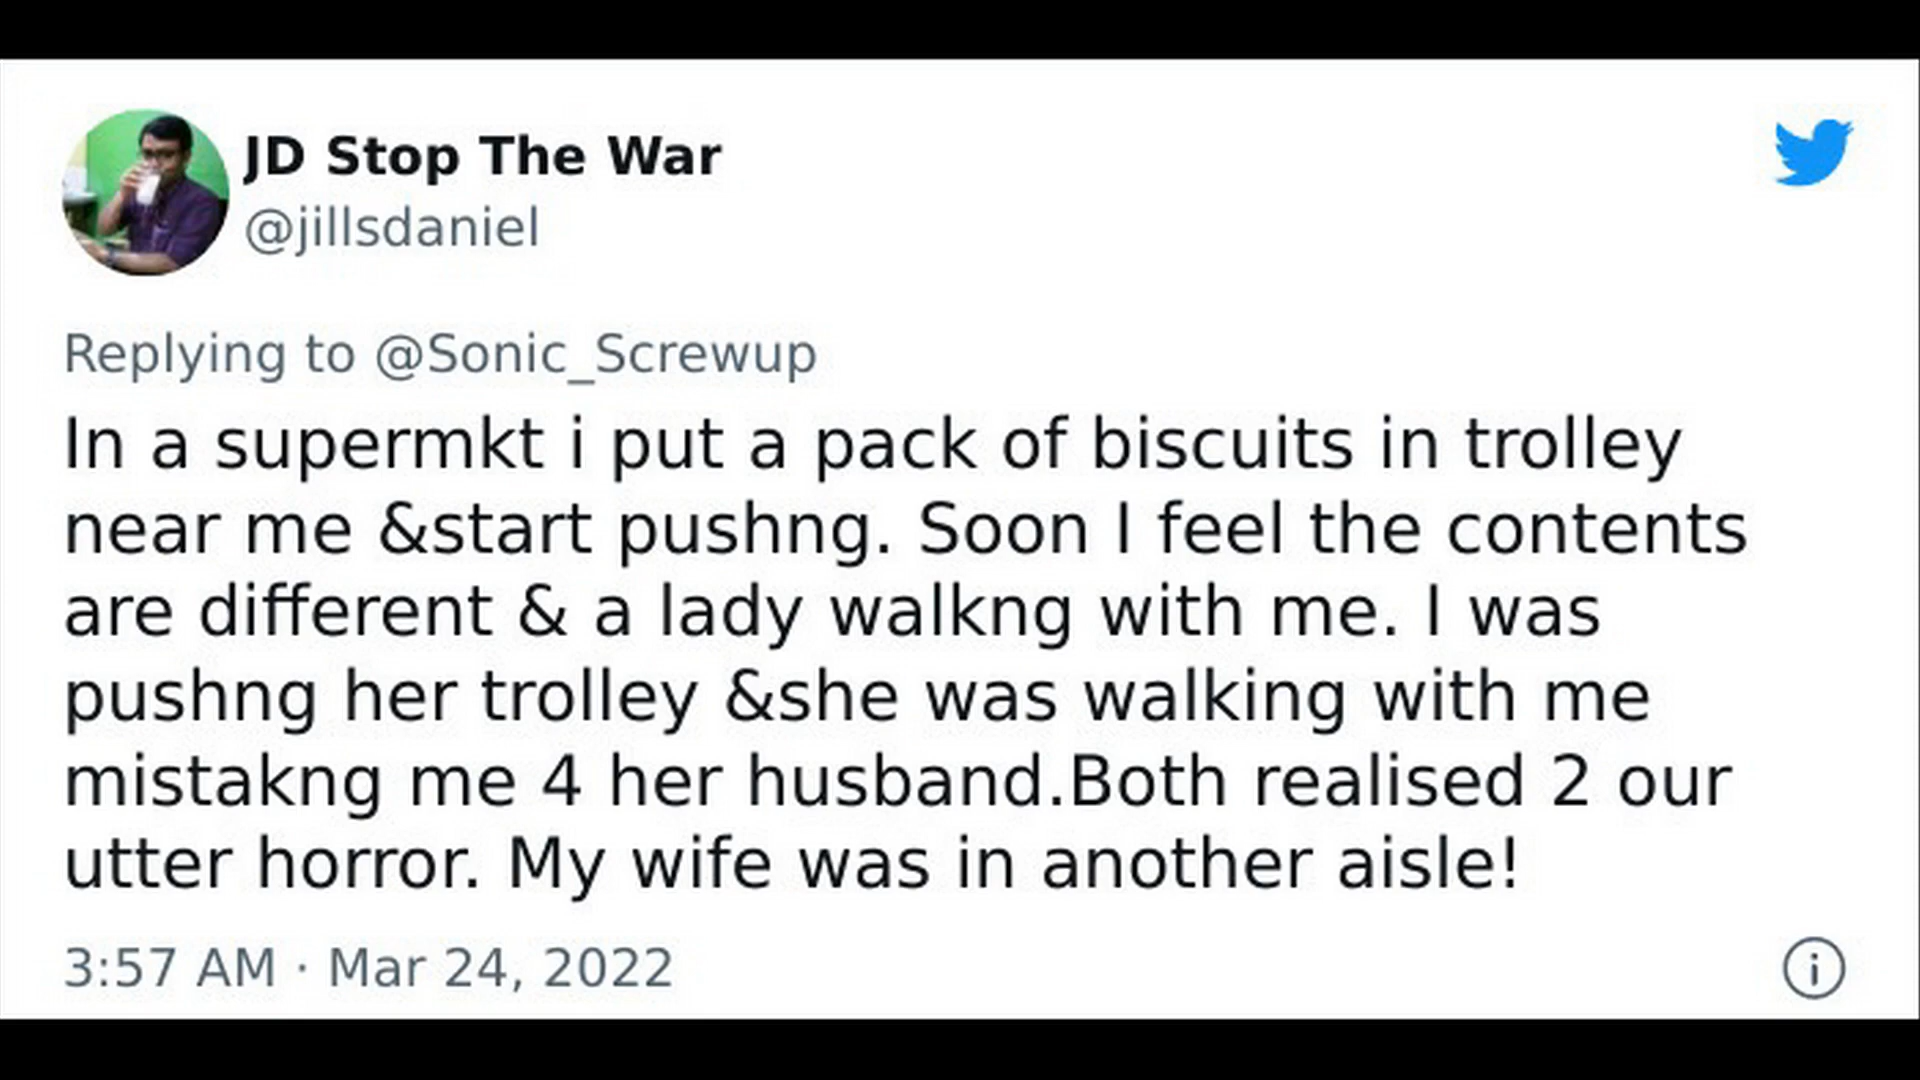 JD Stop The War
@jillsdaniel
Replying to @Sonic_Screwup
In a supermkt i put a pack of biscuits in trolley
near me &start pushng. Soon I feel the contents
are different & a lady walkng with me. I was
pushng her trolley &she was walking with me
mistakng me 4 her husband.Both realised 2 our
utter horror. My wife was in another aisle!
3:57 AM · Mar 24, 2022